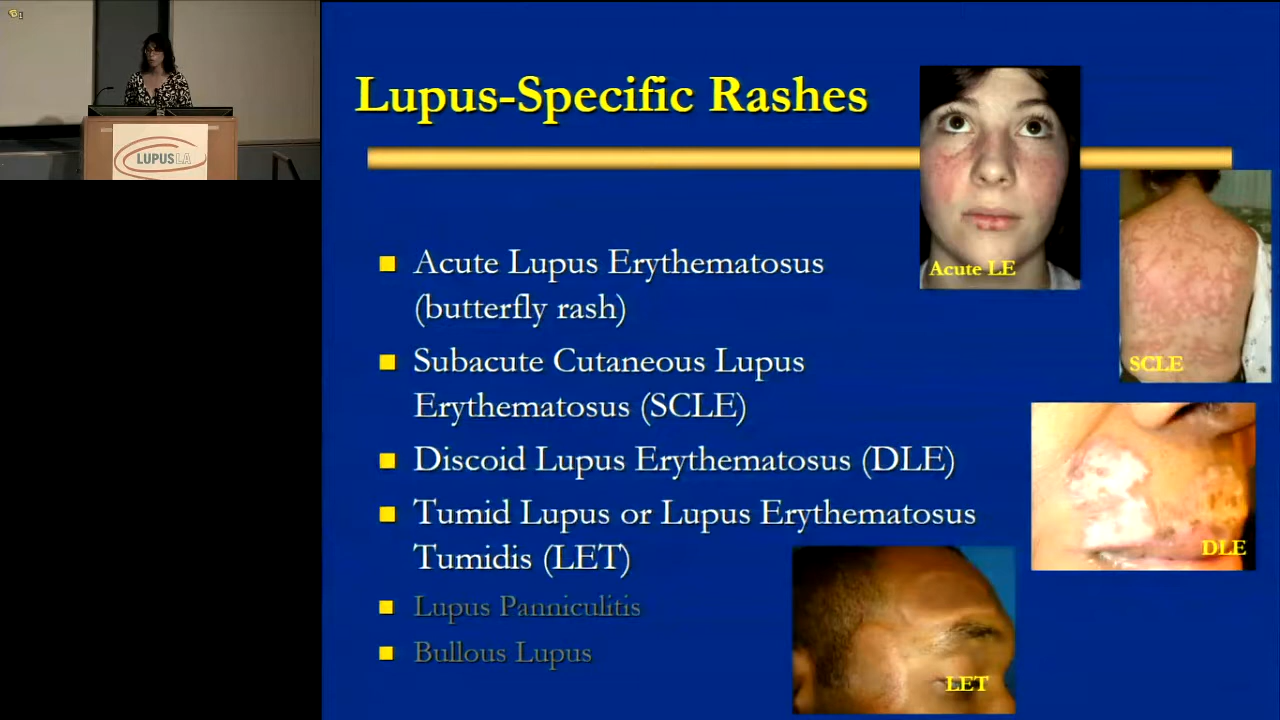 LUPUSLA
Lupus-Specific Rashes
Acute LE
Acute Lupus Erythematosus
(butterfly rash)
SCLE
Subacute Cutaneous Lupus
Erythematosus (SCLE)
Discoid Lupus Erythematosus (DLE)
Tumid Lupus or Lupus Erythematosus
Tumidis (LET)
DLE
Lupus Panniculitis
Bullous Lupus
LET